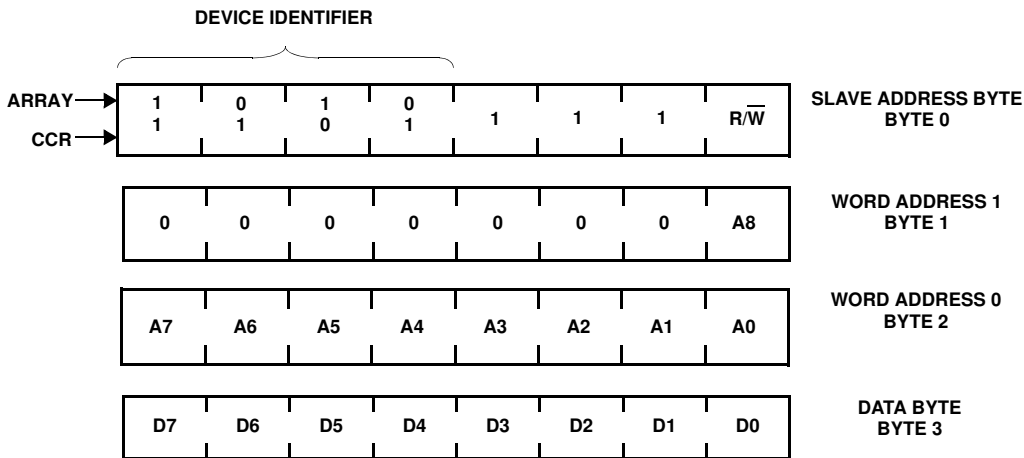 DEVICE IDENTIFIER
ARRAY 1 0 1 0
CCR 1 1 0 1 1 1 1 R/W̅
SLAVE ADDRESS BYTE
BYTE 0
0 0 0 0 0 0 0 A8
WORD ADDRESS 1
BYTE 1
A7 A6 A5 A4 A3 A2 A1 A0
WORD ADDRESS 0
BYTE 2
D7 D6 D5 D4 D3 D2 D1 D0
DATA BYTE
BYTE 3